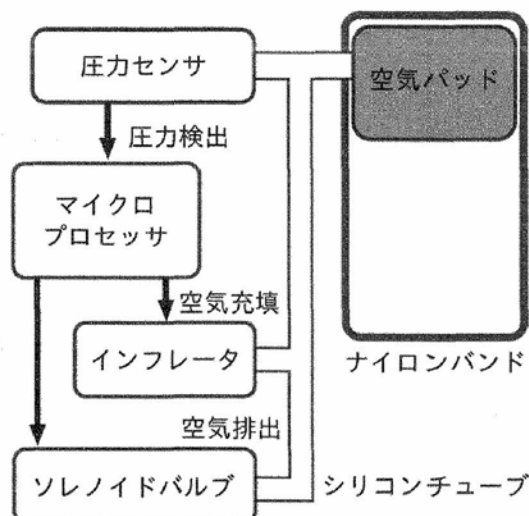 圧力センサ
空気パッド
圧力検出
マイクロ
プロセッサ
空気充填
インフレータ
ナイロンバンド
空気排出
ソレノイドバルブ
シリコンチューブ